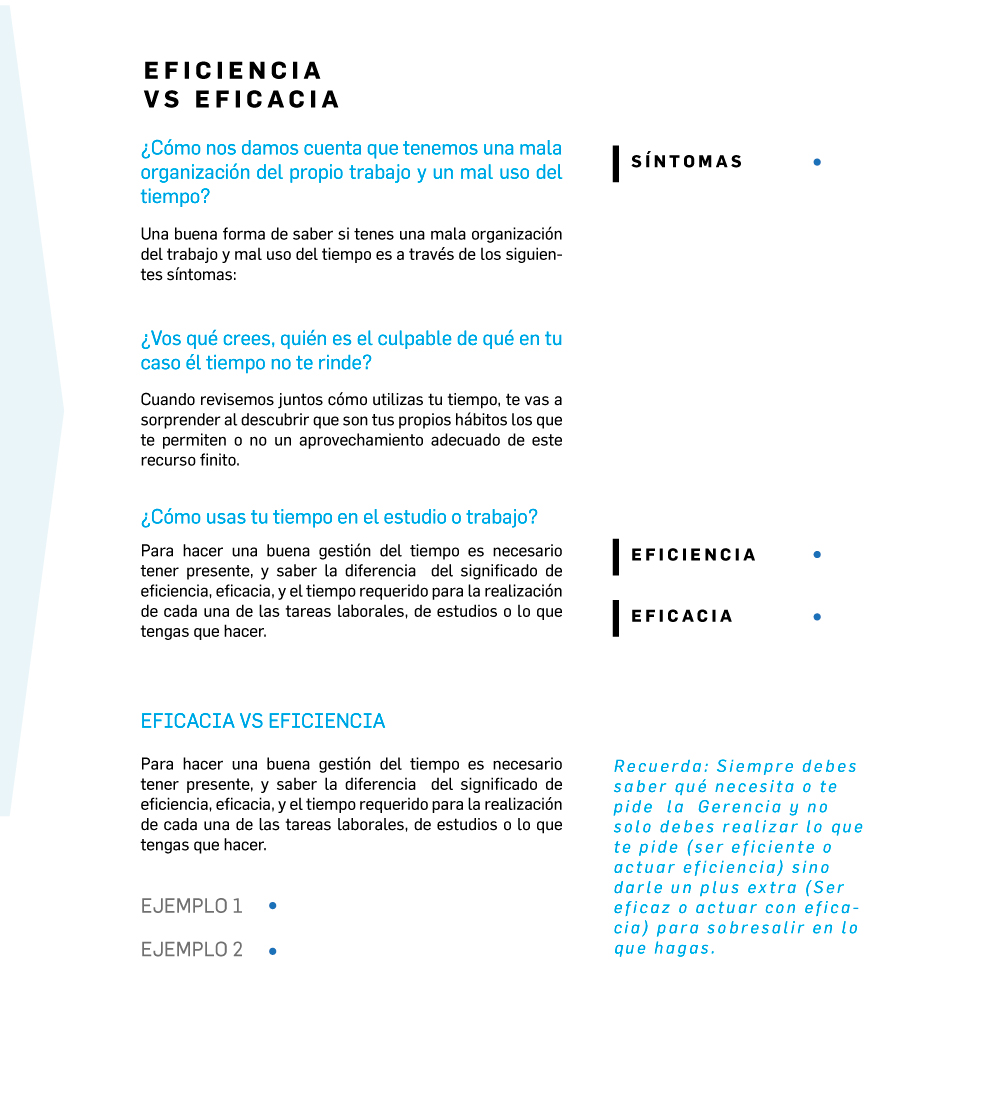 EFICIENCIA
VS EFICACIA
¿Cómo nos damos cuenta que tenemos una mala
organización del propio trabajo y un mal uso del
tiempo?
Una buena forma de saber si tenes una mala organización
del trabajo y mal uso del tiempo es a través de los siguien-
tes síntomas:
SÍNTOMAS
¿Vos qué crees, quién es el culpable de qué en tu
caso él tiempo no te rinde?
Cuando revisemos juntos cómo utilizas tu tiempo, te vas a
sorprender al descubrir que son tus propios hábitos los que
te permiten o no un aprovechamiento adecuado de este
recurso finito.
¿Cómo usas tu tiempo en el estudio o trabajo?
Para hacer una buena gestión del tiempo es necesario
tener presente, y saber la diferencia  del significado de
eficiencia, eficacia, y el tiempo requerido para la realización
de cada una de las tareas laborales, de estudios o lo que
tengas que hacer.
EFICIENCIA
EFICACIA
EFICACIA VS EFICIENCIA
Para hacer una buena gestión del tiempo es necesario
tener presente, y saber la diferencia  del significado de
eficiencia, eficacia, y el tiempo requerido para la realización
de cada una de las tareas laborales, de estudios o lo que
tengas que hacer.
EJEMPLO 1
EJEMPLO 2
Recuerda: Siempre debes
saber qué necesita o te
pide  la  Gerencia y no
solo debes realizar lo que
te pide (ser eficiente o
actuar eficiencia) sino
darle un plus extra (Ser
eficaz o actuar con efica-
cia) para sobresalir en lo
que hagas.